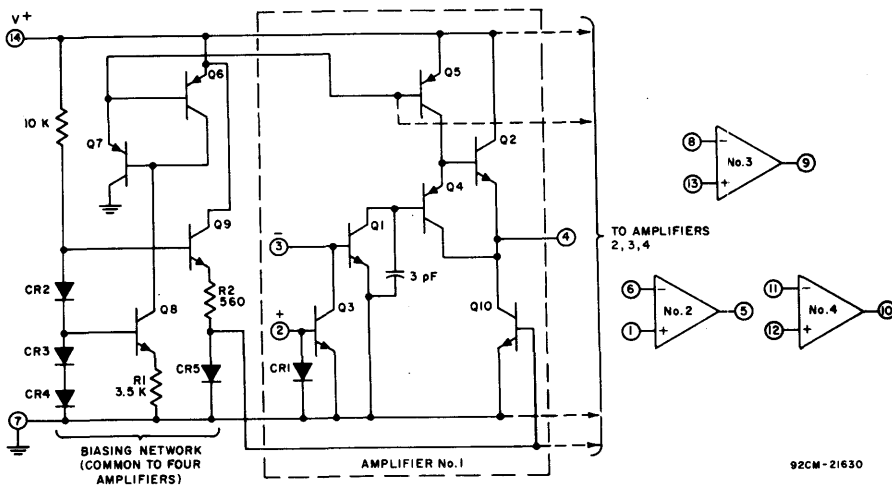 V+
14
Q6
Q5
10 K
Q7
Q2
Q4
Q9
Q1
− 3
4
3 pF
CR2
R2
560
Q8
+ 2
Q3
Q10
CR3
CR1
CR5
R1
3.5 K
CR4
7
BIASING NETWORK
(COMMON TO FOUR
AMPLIFIERS)
AMPLIFIER No.1
TO AMPLIFIERS
2, 3, 4
8 −
No.3
9
13 +
6 −
No.2
5
1 +
11 −
No.4
10
12 +
92CM-21630